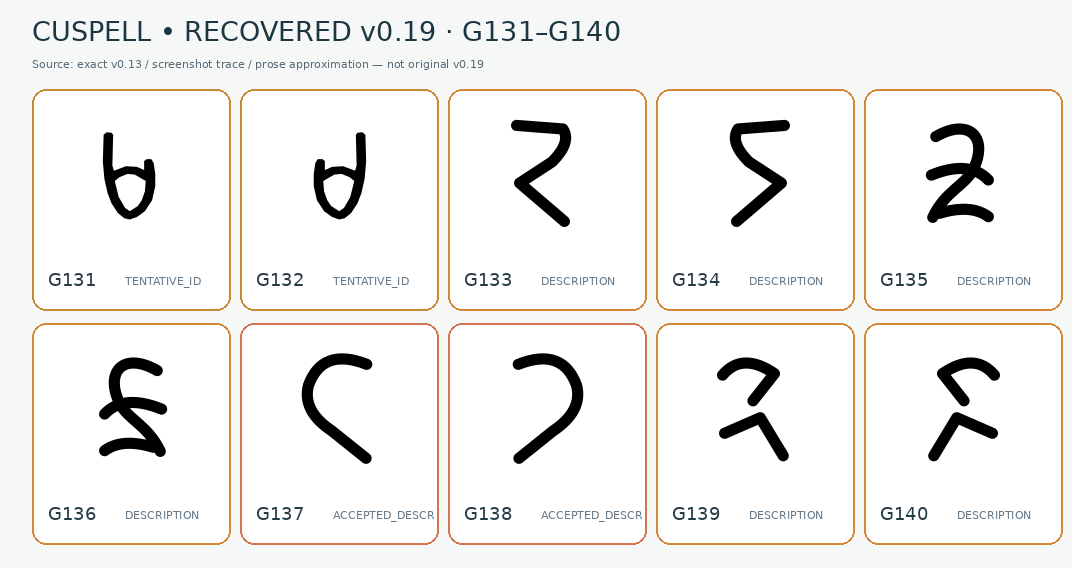 CUSPELL • RECOVERED v0.19 · G131–G140
Source: exact v0.13 / screenshot trace / prose approximation — not original v0.19
G131 TENTATIVE_ID
G132 TENTATIVE_ID
G133 DESCRIPTION
G134 DESCRIPTION
G135 DESCRIPTION
G136 DESCRIPTION
G137 ACCEPTED_DESCR
G138 ACCEPTED_DESCR
G139 DESCRIPTION
G140 DESCRIPTION